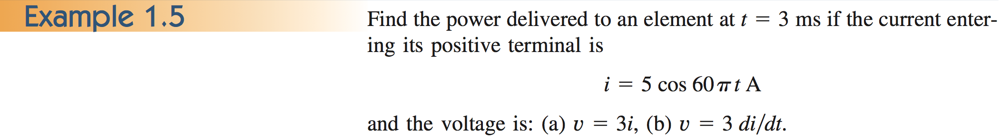 Example 1.5
Find the power delivered to an element at t = 3 ms if the current enter-
ing its positive terminal is
i = 5 cos 60πt A
and the voltage is: (a) v = 3i, (b) v = 3 di/dt.